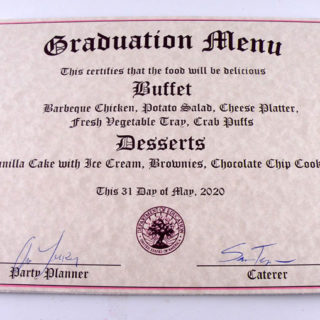 Graduation Menu
This certifies that the food will be delicious
Buffet
Barbeque Chicken, Potato Salad, Cheese Platter,
Fresh Vegetable Tray, Crab Puffs
Desserts
anilla Cake with Ice Cream, Brownies, Chocolate Chip Cook
This 31 Day of May, 2020
Party Planner
Caterer